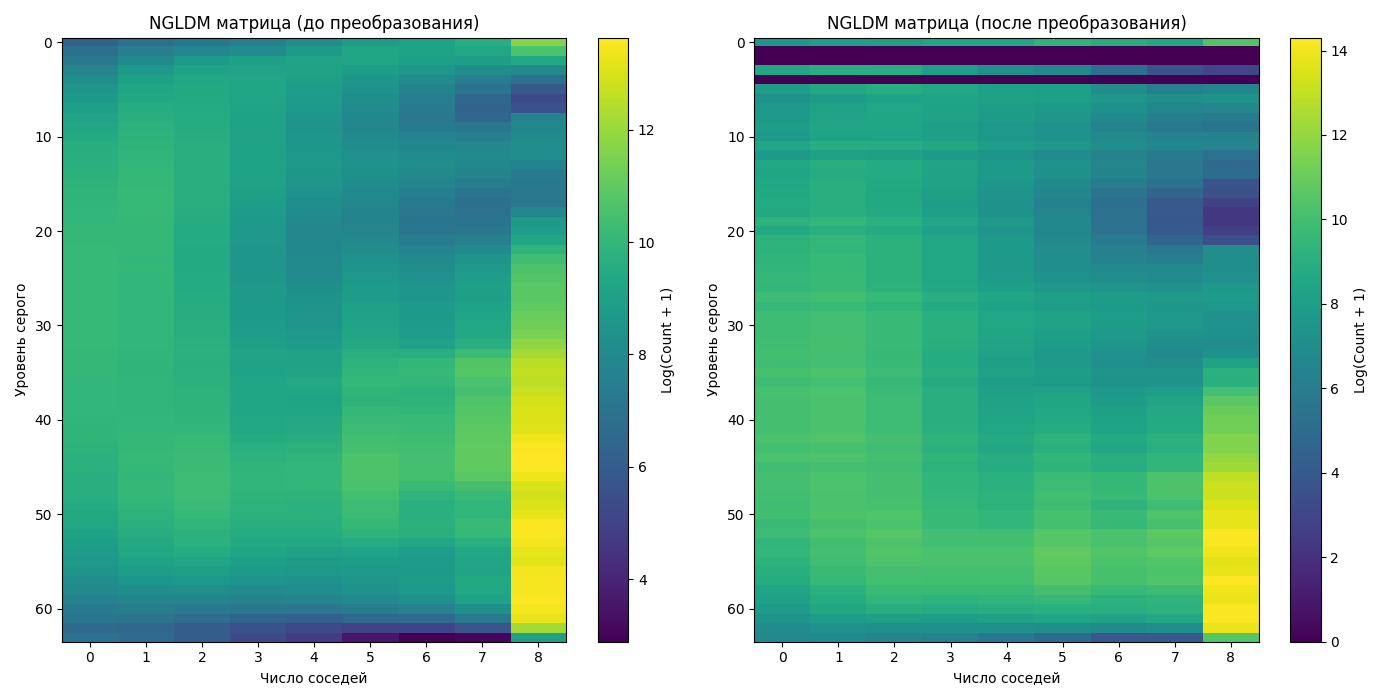 NGLDM матрица (до преобразования)
0
10
20
30
40
50
60
Уровень серого
0 1 2 3 4 5 6 7 8
Число соседей
12
10
8
6
4
Log(Count + 1)
NGLDM матрица (после преобразования)
0
10
20
30
40
50
60
Уровень серого
0 1 2 3 4 5 6 7 8
Число соседей
14
12
10
8
6
4
2
0
Log(Count + 1)